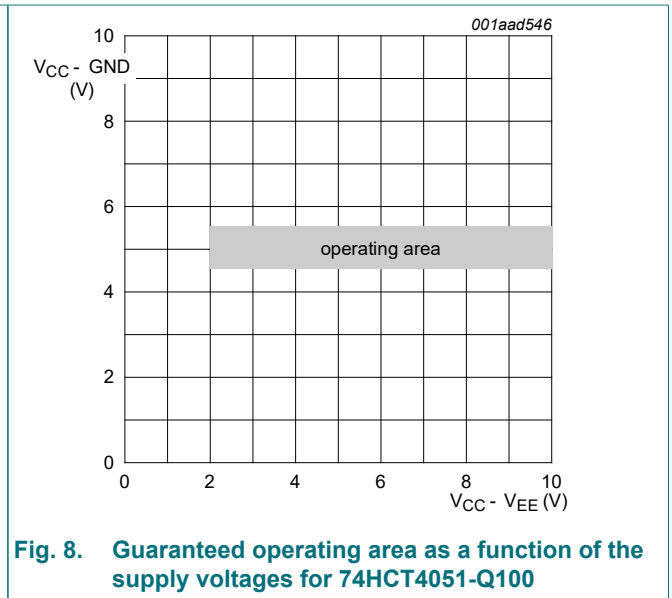 001aad546
10
VCC - GND
(V)
8
6
operating area
4
2
0
0 2 4 6 8 10
VCC - VEE (V)
Fig. 8. Guaranteed operating area as a function of the
supply voltages for 74HCT4051-Q100